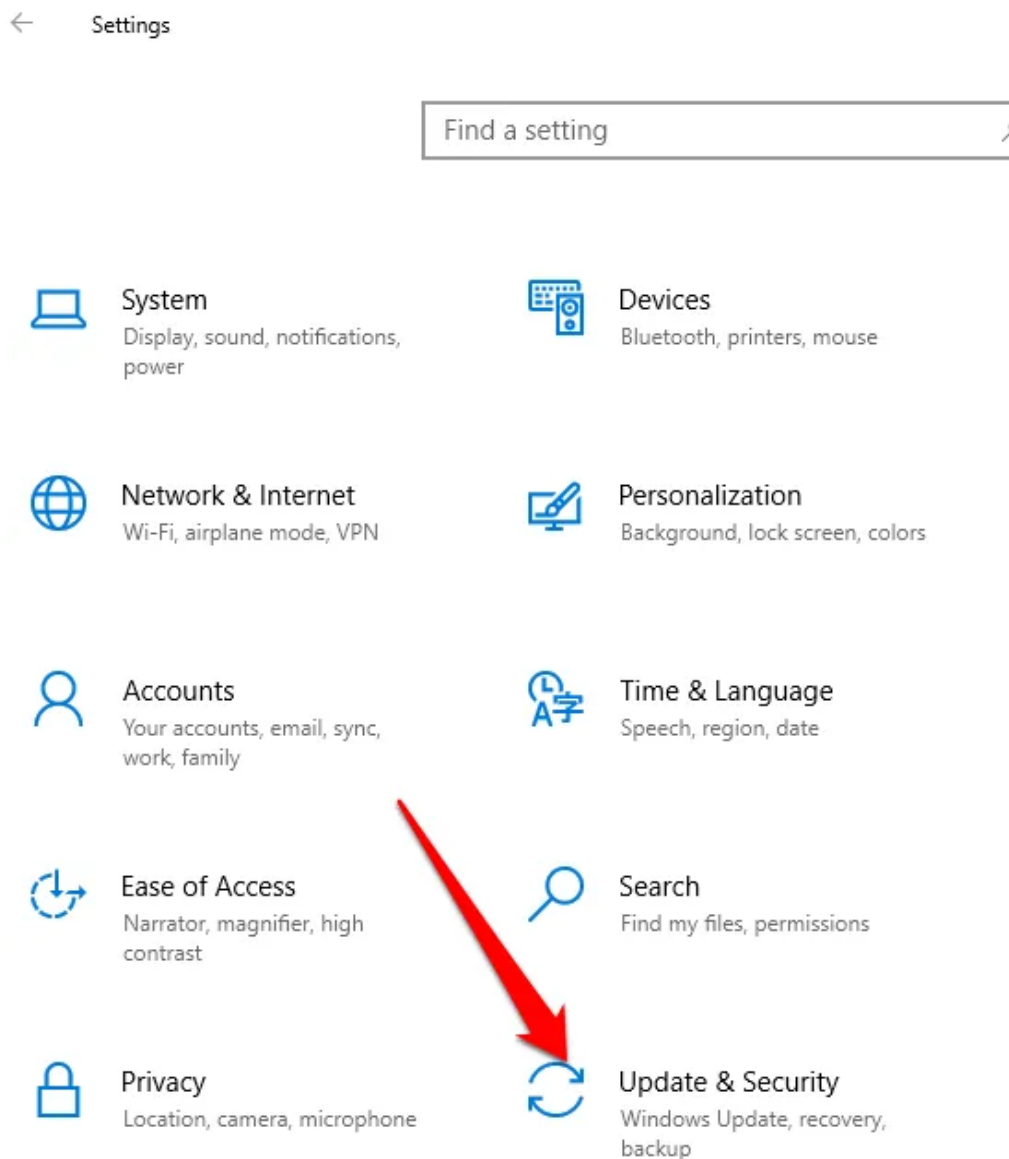 Settings
Find a setting
System
Display, sound, notifications,
power
Devices
Bluetooth, printers, mouse
Network & Internet
Wi-Fi, airplane mode, VPN
Personalization
Background, lock screen, colors
Accounts
Your accounts, email, sync,
work, family
Time & Language
Speech, region, date
Ease of Access
Narrator, magnifier, high
contrast
Search
Find my files, permissions
Privacy
Location, camera, microphone
Update & Security
Windows Update, recovery,
backup